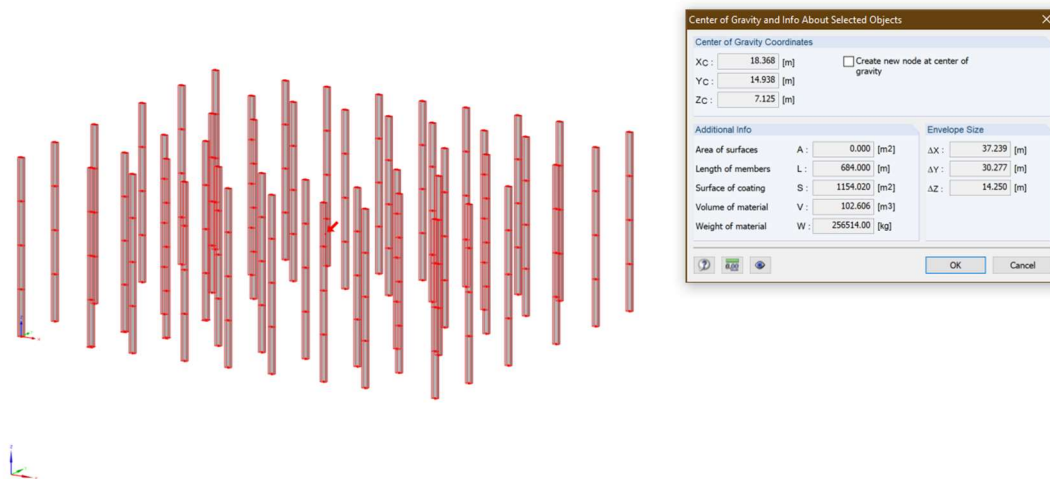 Center of Gravity and Info About Selected Objects
Center of Gravity Coordinates
XC : 18.368 [m]
Create new node at center of gravity
YC : 14.938 [m]
ZC : 7.125 [m]
Additional Info
Envelope Size
Area of surfaces A : 0.000 [m2]
ΔX : 37.239 [m]
Length of members L : 684.000 [m]
ΔY : 30.277 [m]
Surface of coating S : 1154.020 [m2]
ΔZ : 14.250 [m]
Volume of material V : 102.606 [m3]
Weight of material W : 256514.00 [kg]
OK Cancel